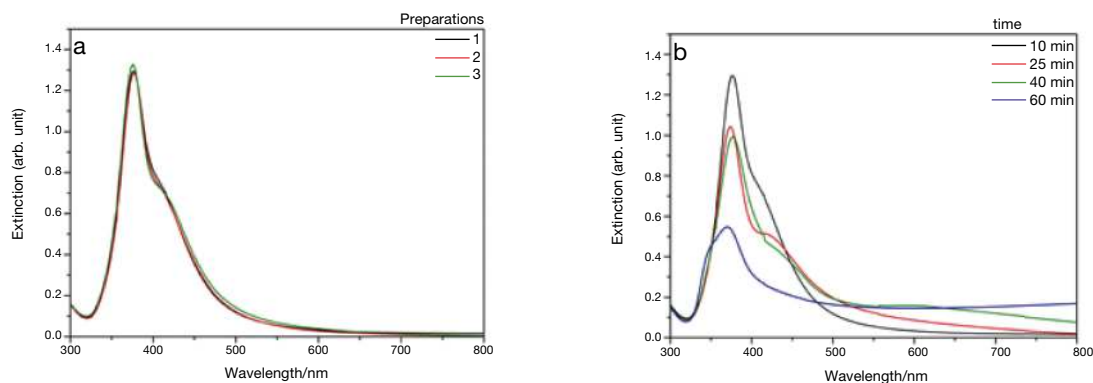 Preparations
a
1
2
3
1.4
1.2
1.0
0.8
0.6
0.4
0.2
0.0
Extinction (arb. unit)
300 400 500 600 700 800
Wavelength/nm
time
b
10 min
25 min
40 min
60 min
1.4
1.2
1.0
0.8
0.6
0.4
0.2
0.0
Extinction (arb. unit)
300 400 500 600 700 800
Wavelength/nm